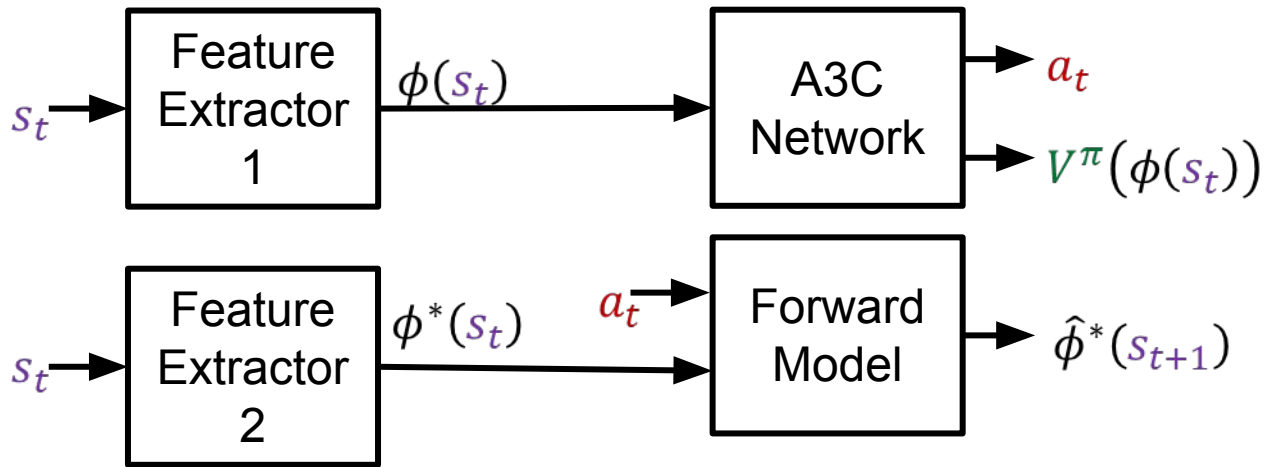 s_t
Feature
Extractor
1
ϕ(s_t)
A3C
Network
a_t
V^π(ϕ(s_t))
s_t
Feature
Extractor
2
ϕ^*(s_t)
a_t
Forward
Model
ϕ̂^*(s_{t+1})